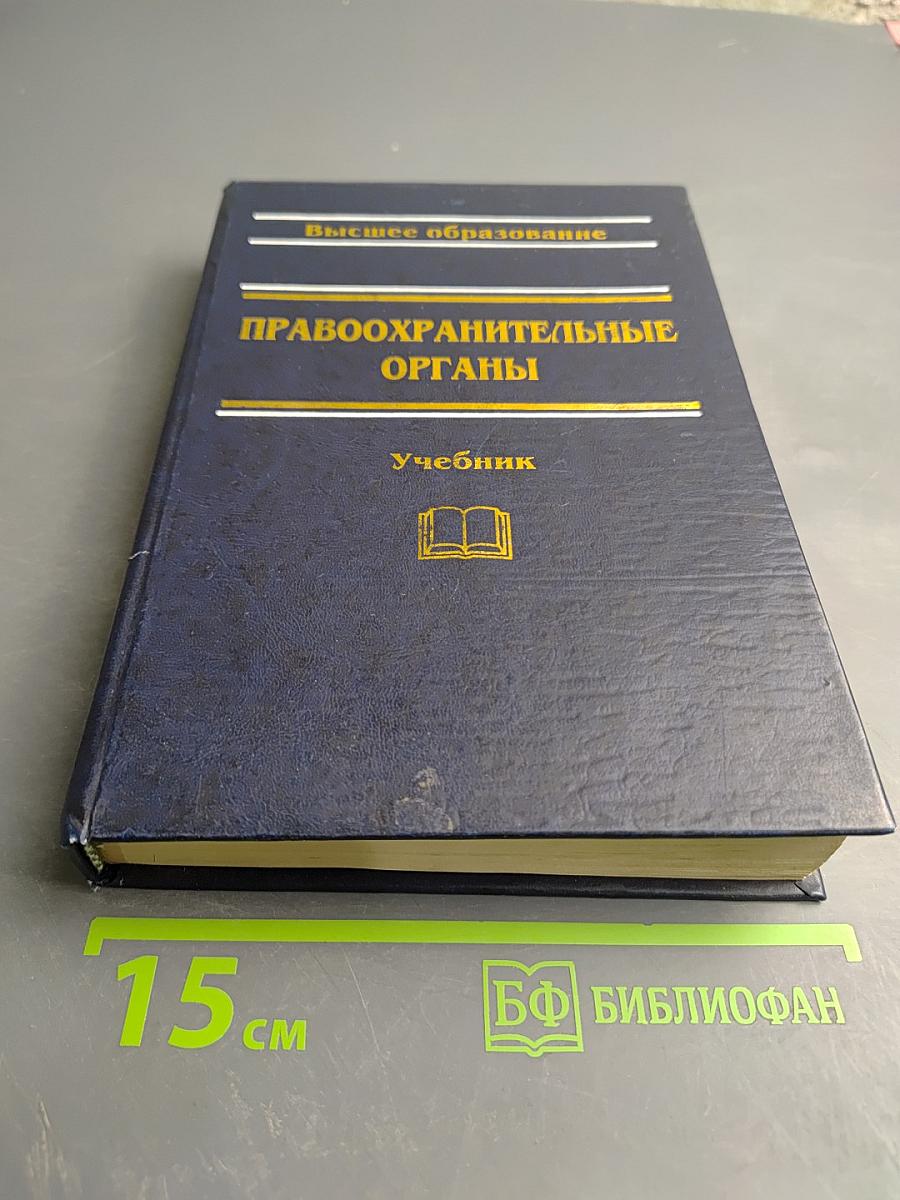 Высшее образование
ПРАВООХРАНИТЕЛЬНЫЕ
ОРГАНЫ
Учебник
15 см
БФ БИБЛИОФАН